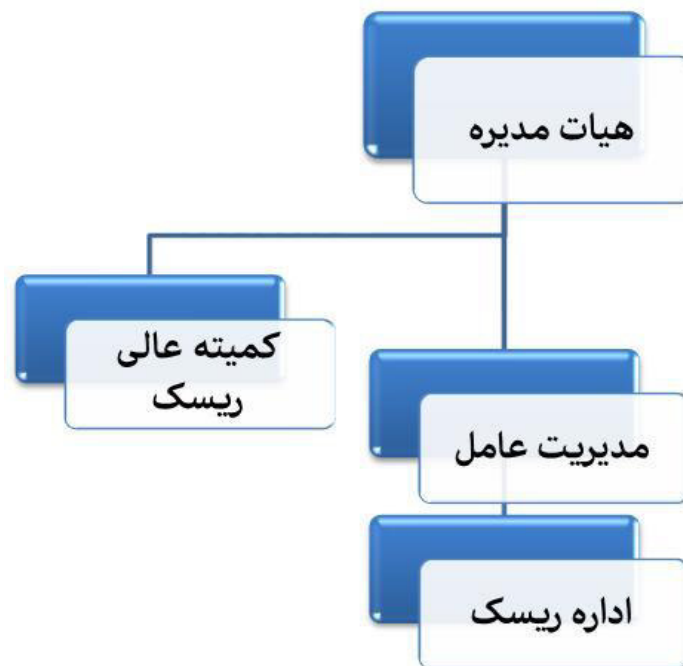 هیات مدیره
کمیته عالی
ریسک
مدیریت عامل
اداره ریسک